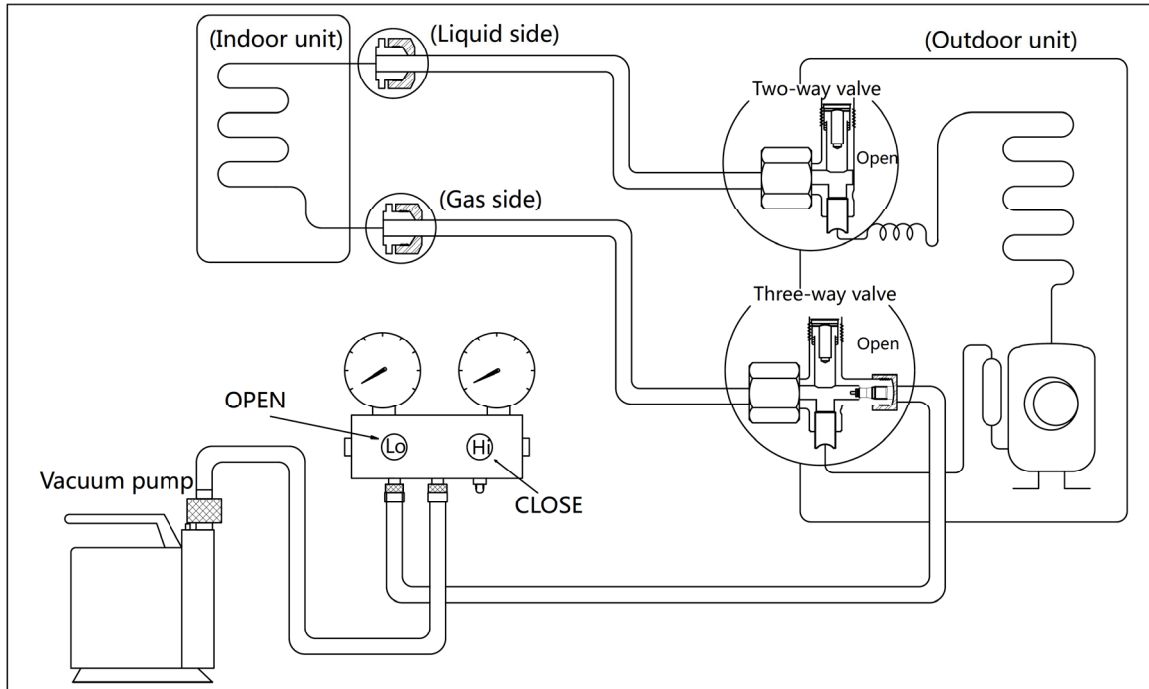 (Indoor unit)
(Liquid side)
(Outdoor unit)
Two-way valve
Open
(Gas side)
Three-way valve
Open
OPEN
Lo
Hi
Vacuum pump
CLOSE